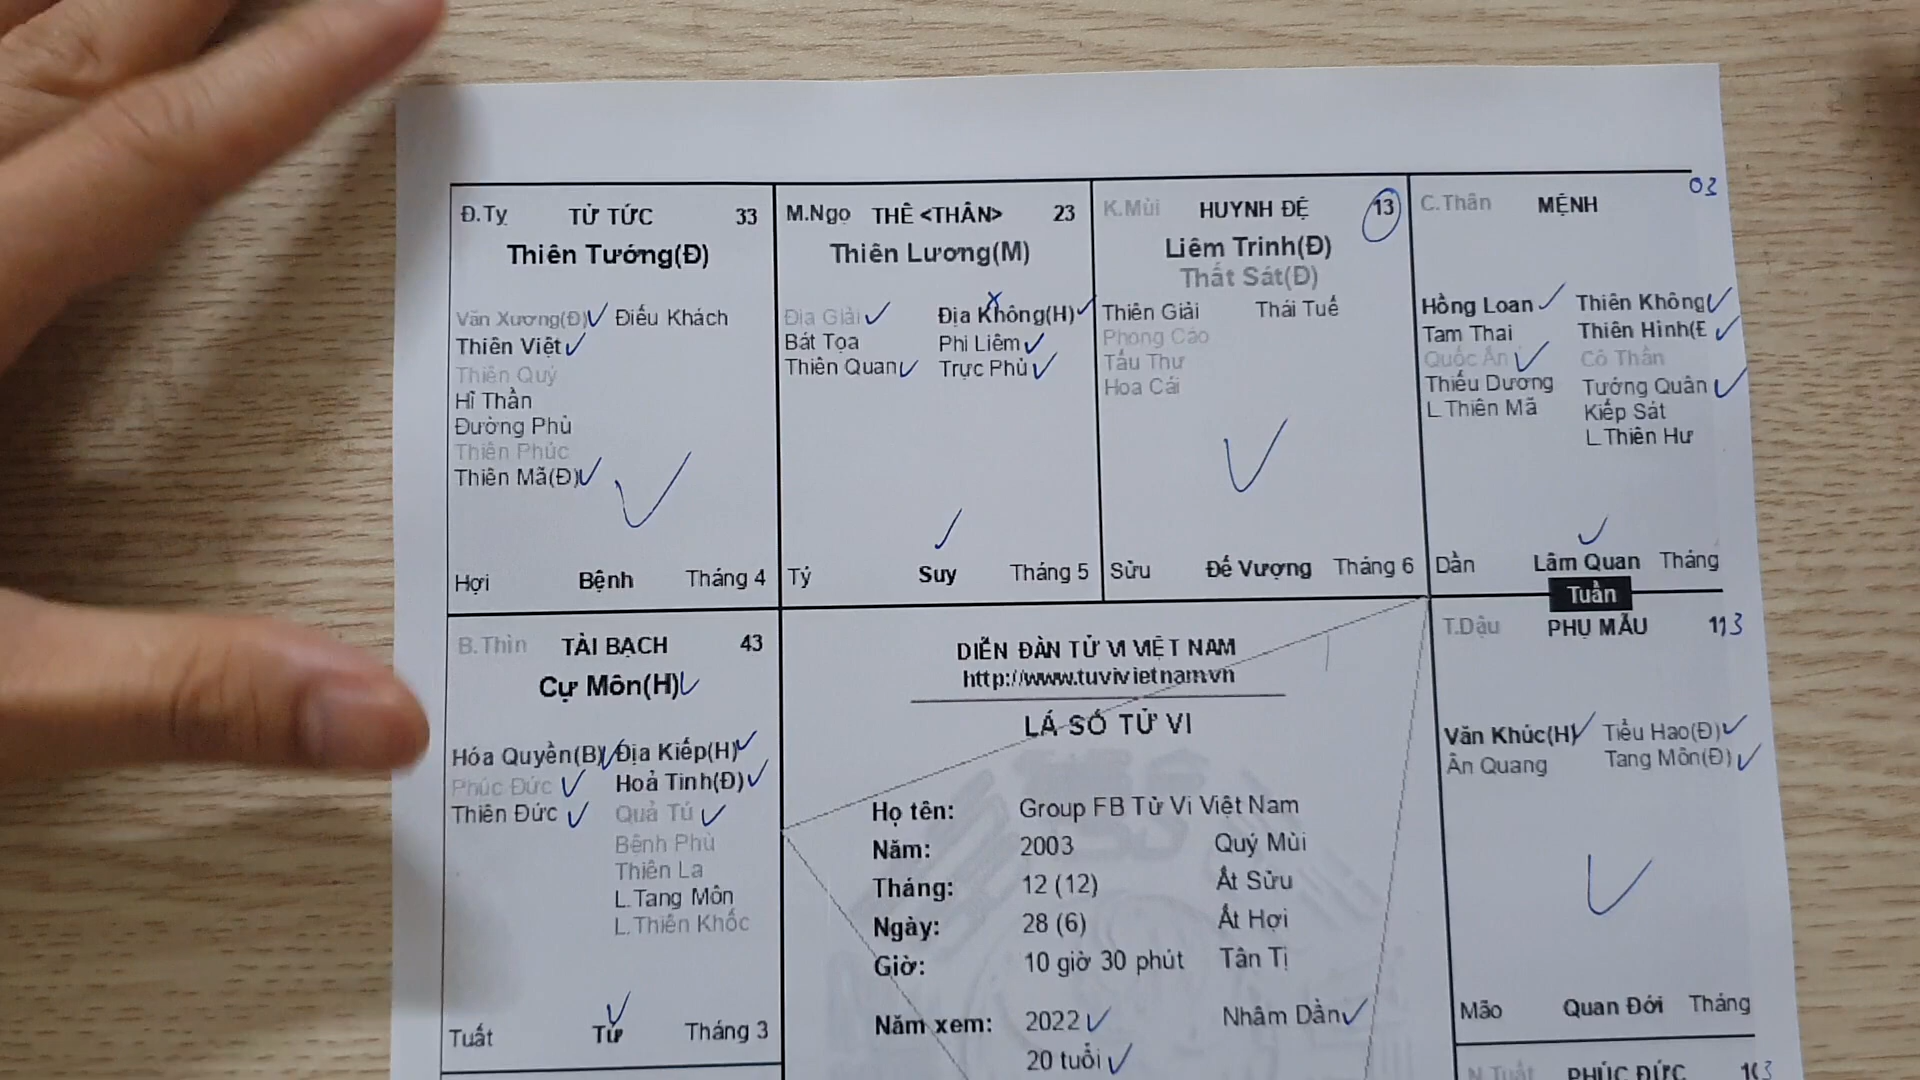 Đ.Tỵ TỬ TỨC 33
Thiên Tướng(Đ)
Văn Xương(Đ) Điếu Khách
Thiên Việt
Thiên Quý
Hỉ Thần
Đường Phù
Thiên Phúc
Thiên Mã(Đ)
Hợi Bệnh Tháng 4
M.Ngọ THÊ <THÂN> 23
Thiên Lương(M)
Địa Giải Địa Không(H)
Bát Tọa Phi Liêm
Thiên Quan Trực Phù
Tý Suy Tháng 5
K.Mùi HUYNH ĐỆ 13
Liêm Trinh(Đ)
Thất Sát(Đ)
Thiên Giải Thái Tuế
Phong Cáo
Tấu Thư
Hoa Cái
Sửu Đế Vượng Tháng 6
C.Thân MỆNH 03
Hồng Loan Thiên Không
Tam Thai Thiên Hình(Đ
Quốc Ấn Cô Thần
Thiếu Dương Tướng Quân
L.Thiên Mã Kiếp Sát
L.Thiên Hư
Dần Lâm Quan Tháng
Tuần
B.Thìn TÀI BẠCH 43
Cự Môn(H)
Hóa Quyền(B) Địa Kiếp(H)
Phúc Đức Hoả Tinh(Đ)
Thiên Đức Quả Tú
Bệnh Phù
Thiên La
L.Tang Môn
L.Thiên Khốc
Tuất Tử Tháng 3
DIỄN ĐÀN TỬ VI VIỆT NAM
http://www.tuvivietnam.vn
LÁ SỐ TỬ VI
Họ tên: Group FB Tử Vi Việt Nam
Năm: 2003 Quý Mùi
Tháng: 12 (12) Ất Sửu
Ngày: 28 (6) Ất Hợi
Giờ: 10 giờ 30 phút Tân Tị
Năm xem: 2022 Nhâm Dần
20 tuổi
T.Dậu PHỤ MẪU 113
Văn Khúc(H) Tiểu Hao(Đ)
Ân Quang Tang Môn(Đ)
Mão Quan Đới Tháng
N.Tuất PHÚC ĐỨC 103